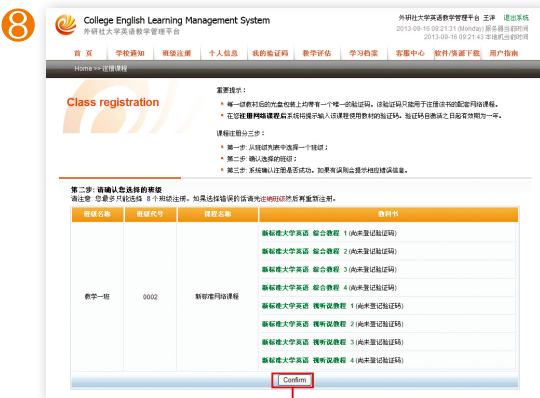 8
College English Learning Management System
外研社大学英语教学管理平台
外研社大学英语教学管理平台 王洋 退出系统
2013-09-16 09:21:31 (Monday) 服务器当前时间
2013-09-16 09:21:43 本地机当前时间
首 页 学校通知 班级注册 个人信息 我的验证码 教学评估 学习档案 客服中心 软件/资源下载 用户指南
Home >> 注册课程
Class registration
重要提示：
每一级教材后的光盘包装上均带有一个唯一的验证码。该验证码只能用于注册该书的配套网络课程。
在您注册网络课程后系统将提示输入该课程使用教材的验证码。验证码自激活之日起有效期为一年。
课程注册分三步：
第一步: 从班级列表中选择一个班级；
第二步: 确认选择的班级；
第三步: 系统确认注册是否成功。如果有误则会提示相应错误信息。
第二步: 请确认您选择的班级
请注意: 您最多只能选择 8 个班级注册。如果选择错误的话请先注销班级然后再重新注册。
班级名称 班级代号 课程名称 教科书
新标准大学英语 综合教程 1 (尚未登记验证码)
新标准大学英语 综合教程 2 (尚未登记验证码)
新标准大学英语 综合教程 3 (尚未登记验证码)
新标准大学英语 综合教程 4 (尚未登记验证码)
教学一班 0002 新标准网络课程
新标准大学英语 视听说教程 1 (尚未登记验证码)
新标准大学英语 视听说教程 2 (尚未登记验证码)
新标准大学英语 视听说教程 3 (尚未登记验证码)
新标准大学英语 视听说教程 4 (尚未登记验证码)
Confirm